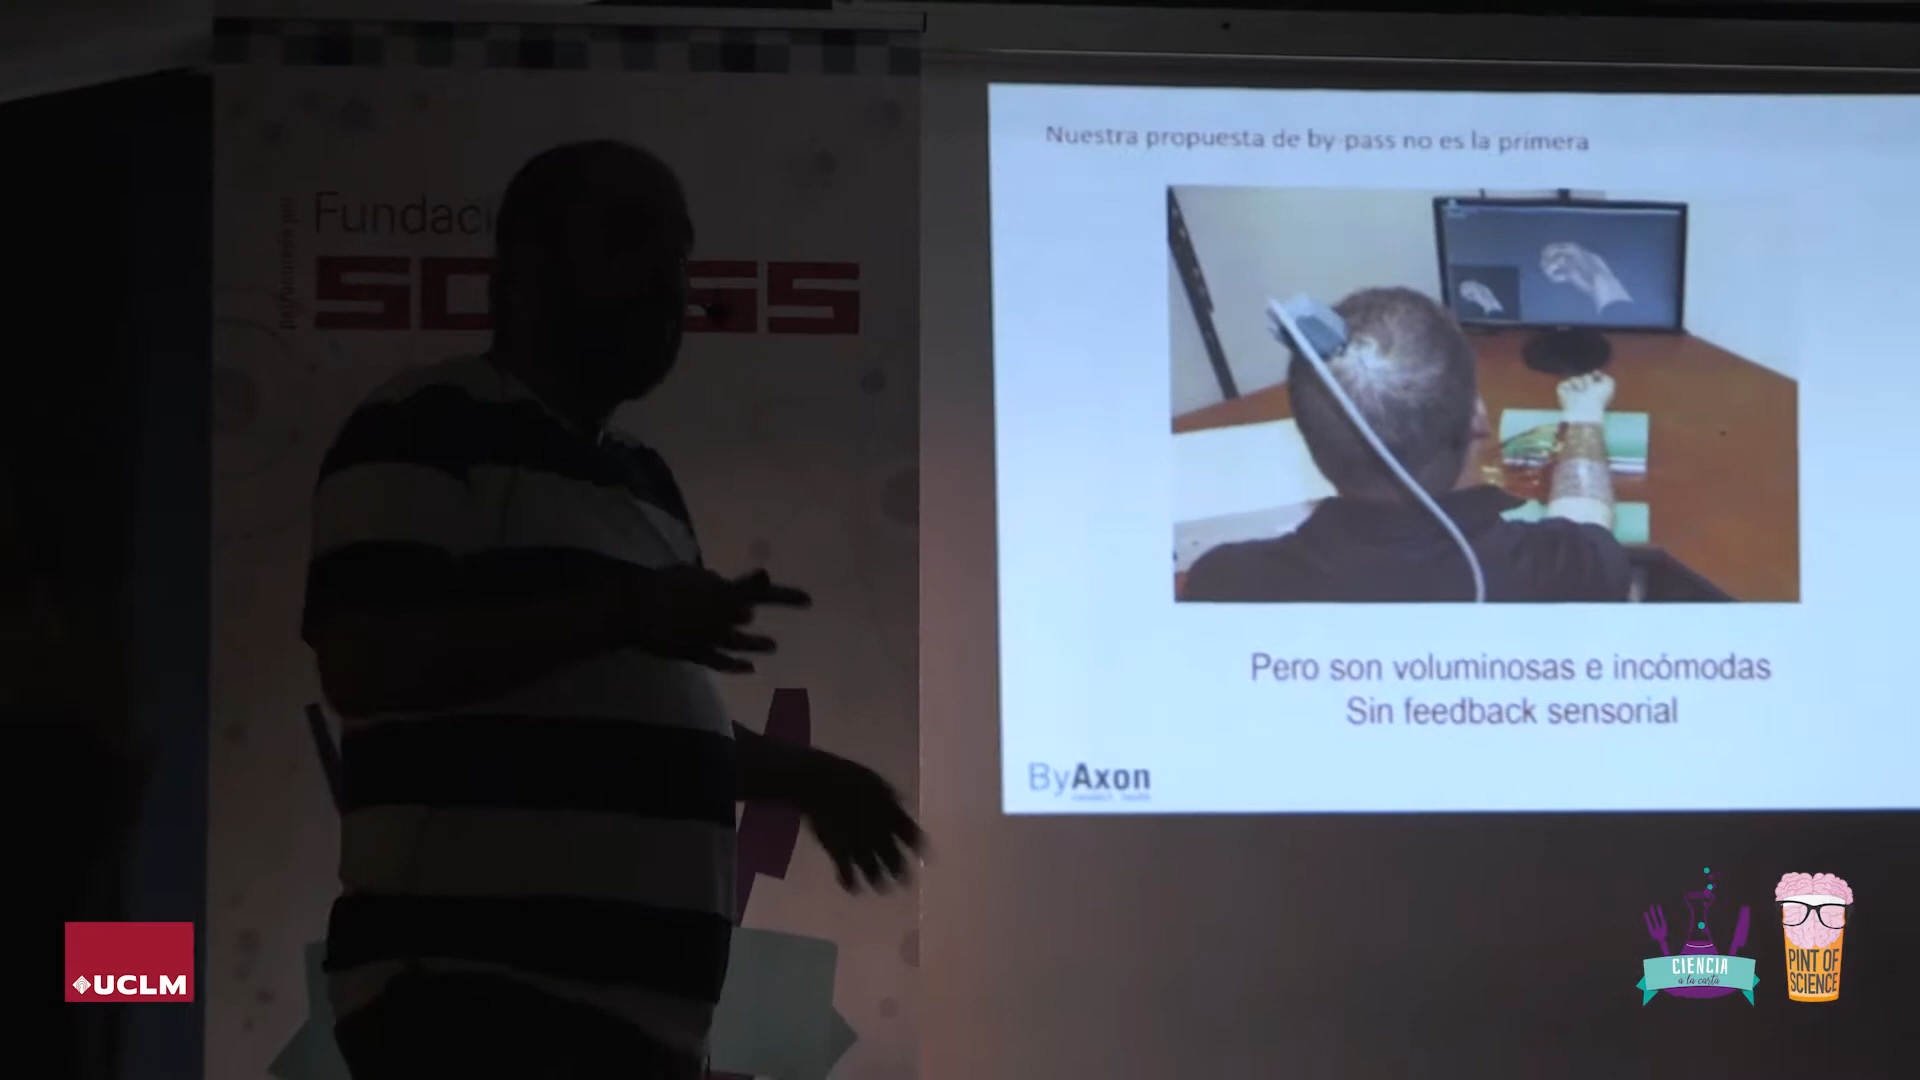 Nuestra propuesta de by-pass no es la primera
Pero son voluminosas e incómodas
Sin feedback sensorial
ByAxon
UCLM
CIENCIA
a la carta
PINT OF
SCIENCE